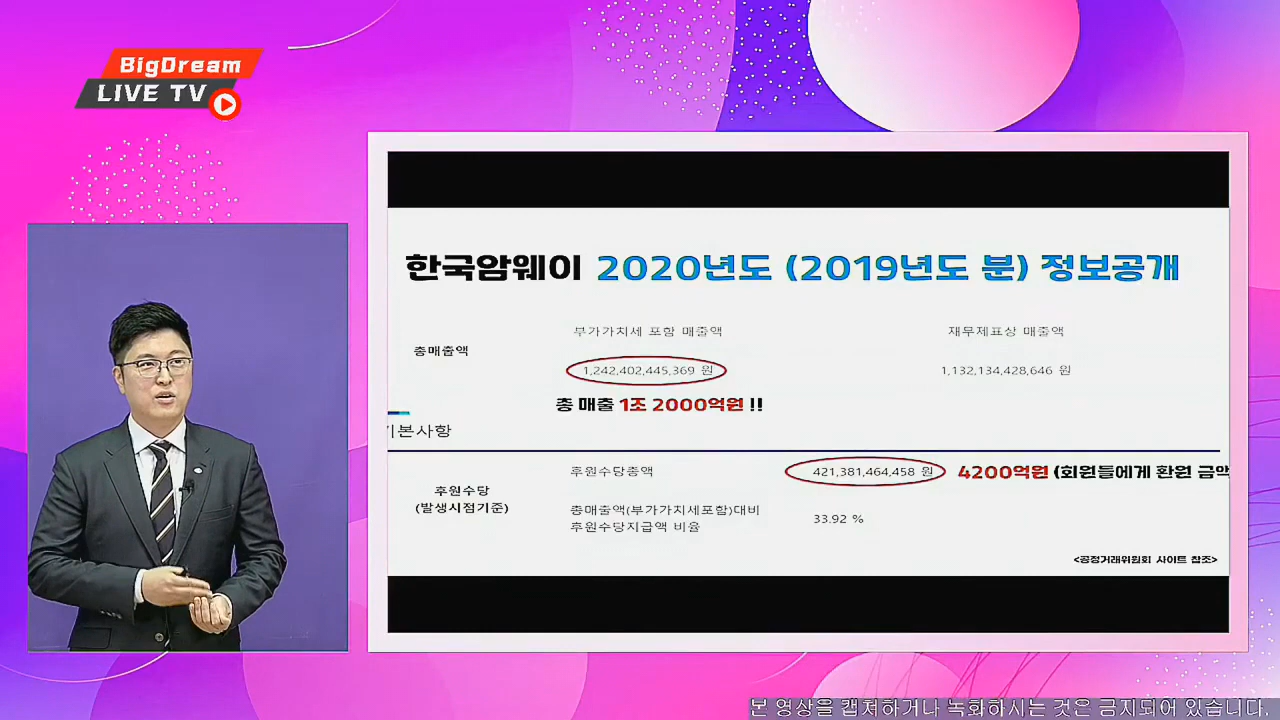 BigDream
LIVE TV
한국암웨이 2020년도 (2019년도 분) 정보공개
부가가치세 포함 매출액
재무제표상 매출액
총매출액
1,242,402,445,369 원
1,132,134,428,646 원
총 매출 1조 2000억원 !!
기본사항
후원수당총액
421,381,464,458 원
4200억원 (회원들에게 환원 금액
후원수당
(발생시점기준)
총매출액(부가가치세포함)대비
후원수당지급액 비율
33.92 %
<공정거래위원회 사이트 참조>
본 영상을 캡쳐하거나 녹화하시는 것은 금지되어 있습니다.